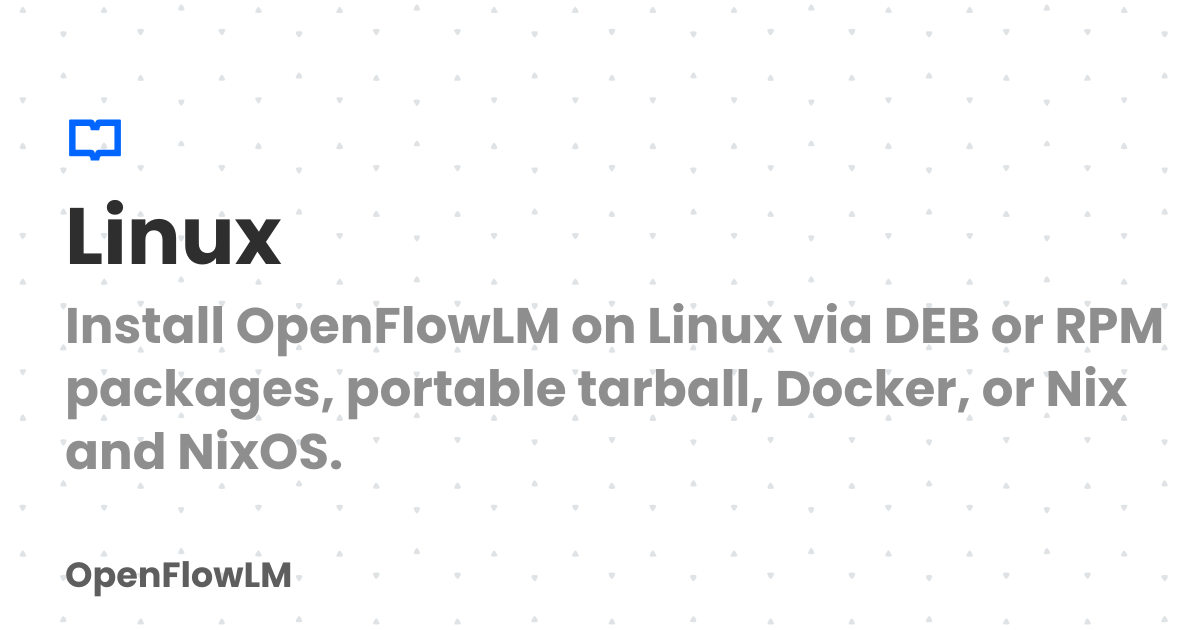 Linux
Install OpenFlowLM on Linux via DEB or RPM
packages, portable tarball, Docker, or Nix
and NixOS.
OpenFlowLM